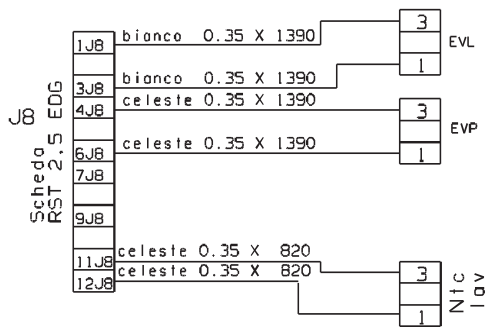 J8
Scheda
RST 2.5 EDG
1J8
bianco 0.35 X 1390
3
EVL
3J8
bianco 0.35 X 1390
1
4J8
celeste 0.35 X 1390
3
EVP
6J8
celeste 0.35 X 1390
1
7J8
9J8
11J8
celeste 0.35 X 820
3
Ntc
lav
12J8
celeste 0.35 X 820
1